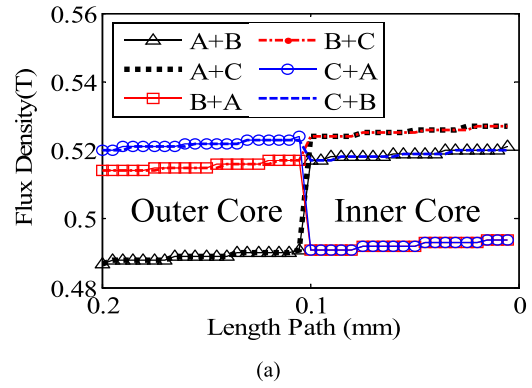 0.56
0.54
0.52
0.5
0.48
Flux Density(T)
A+B
B+C
A+C
C+A
B+A
C+B
Outer Core
Inner Core
0.2
0.1
0
Length Path (mm)
(a)